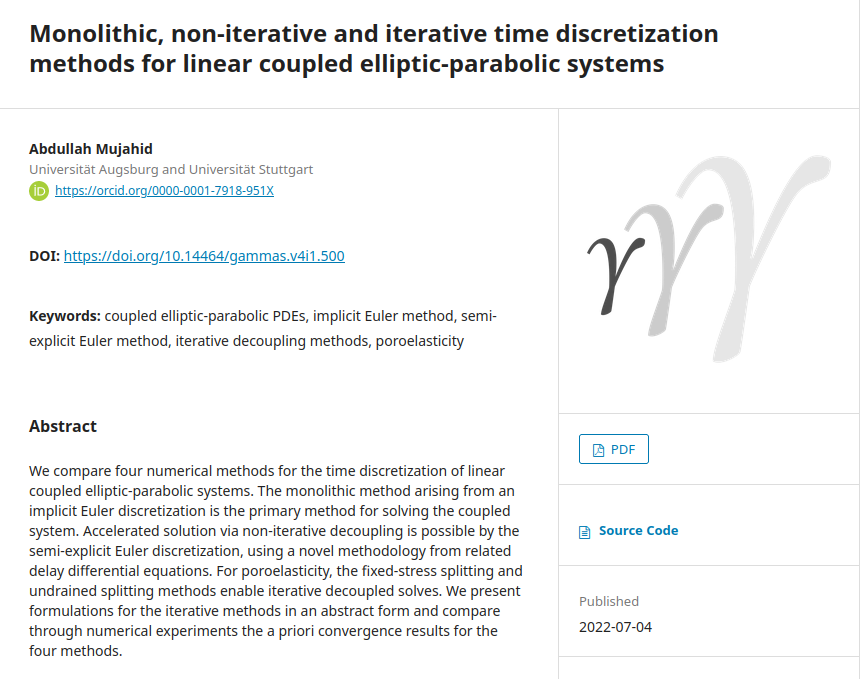 Monolithic, non-iterative and iterative time discretization
methods for linear coupled elliptic-parabolic systems
Abdullah Mujahid
Universität Augsburg and Universität Stuttgart
iD https://orcid.org/0000-0001-7918-951X
DOI: https://doi.org/10.14464/gammas.v4i1.500
Keywords: coupled elliptic-parabolic PDEs, implicit Euler method, semi-
explicit Euler method, iterative decoupling methods, poroelasticity
Abstract
We compare four numerical methods for the time discretization of linear
coupled elliptic-parabolic systems. The monolithic method arising from an
implicit Euler discretization is the primary method for solving the coupled
system. Accelerated solution via non-iterative decoupling is possible by the
semi-explicit Euler discretization, using a novel methodology from related
delay differential equations. For poroelasticity, the fixed-stress splitting and
undrained splitting methods enable iterative decoupled solves. We present
formulations for the iterative methods in an abstract form and compare
through numerical experiments the a priori convergence results for the
four methods.
γγγ
PDF
Source Code
Published
2022-07-04